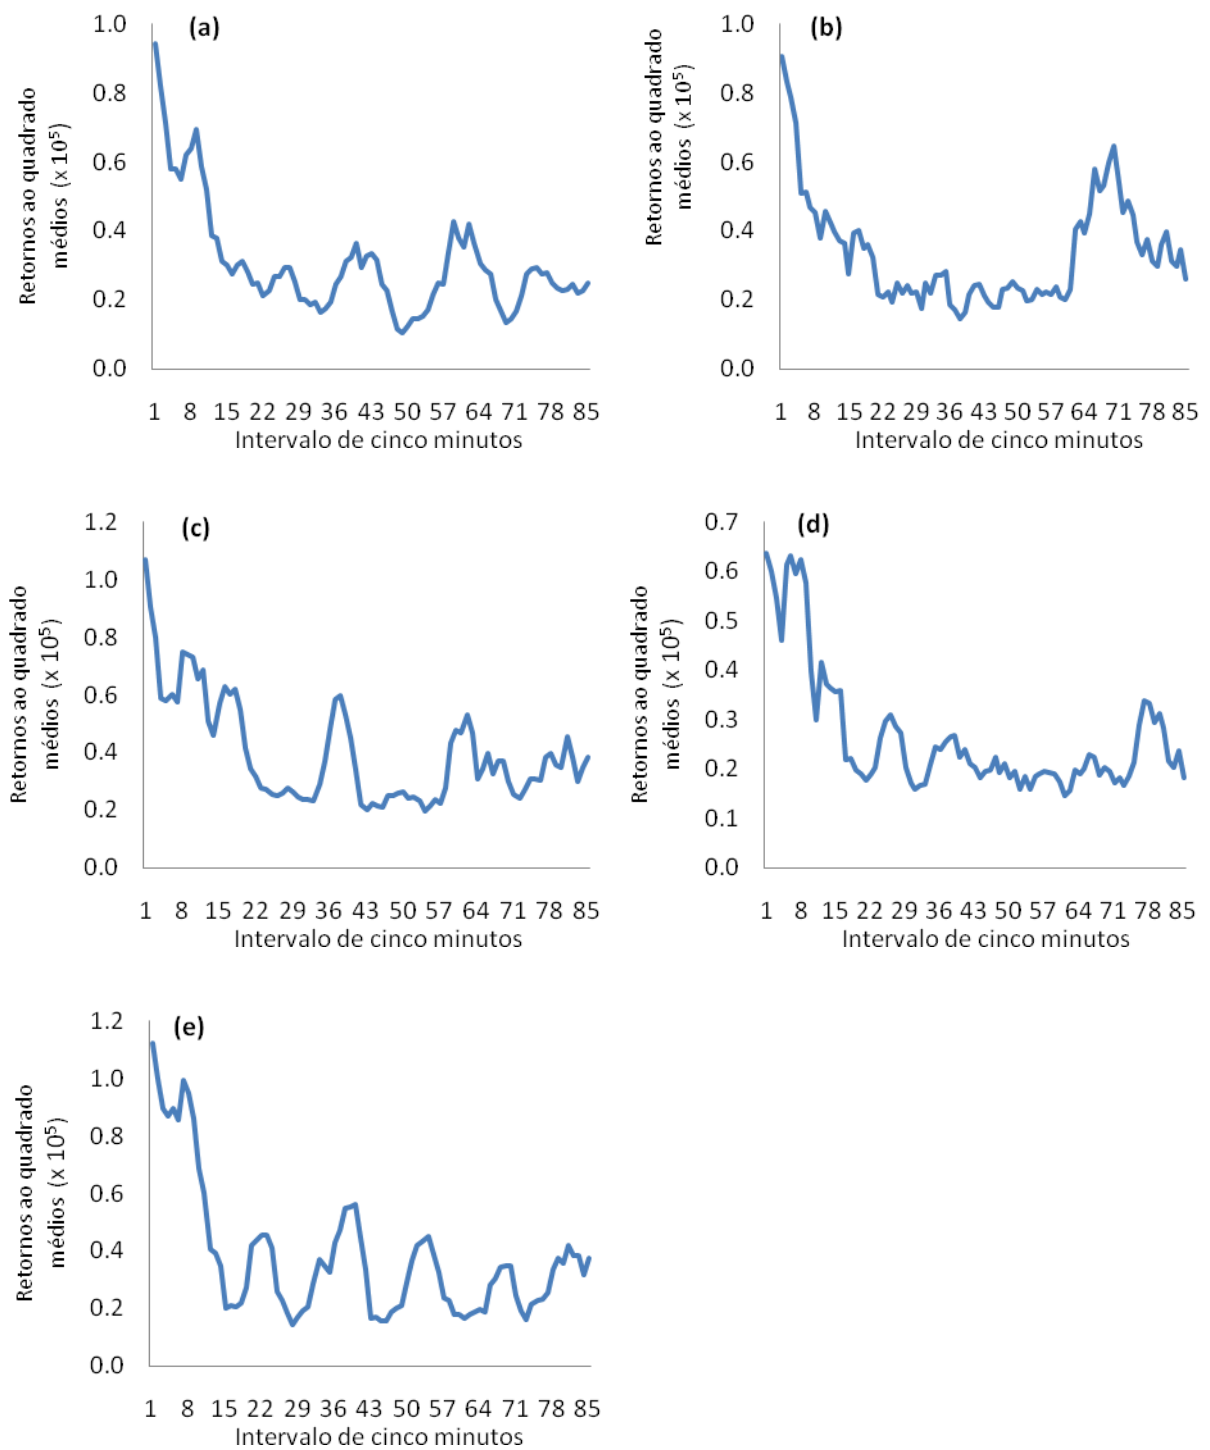 (a)
Retornos ao quadrado
médios (x 10⁵)
1.0
0.8
0.6
0.4
0.2
0.0
1 8 15 22 29 36 43 50 57 64 71 78 85
Intervalo de cinco minutos
(b)
Retornos ao quadrado
médios (x 10⁵)
1.0
0.8
0.6
0.4
0.2
0.0
1 8 15 22 29 36 43 50 57 64 71 78 85
Intervalo de cinco minutos
(c)
Retornos ao quadrado
médios (x 10⁵)
1.2
1.0
0.8
0.6
0.4
0.2
0.0
1 8 15 22 29 36 43 50 57 64 71 78 85
Intervalo de cinco minutos
(d)
Retornos ao quadrado
médios (x 10⁵)
0.7
0.6
0.5
0.4
0.3
0.2
0.1
0.0
1 8 15 22 29 36 43 50 57 64 71 78 85
Intervalo de cinco minutos
(e)
Retornos ao quadrado
médios (x 10⁵)
1.2
1.0
0.8
0.6
0.4
0.2
0.0
1 8 15 22 29 36 43 50 57 64 71 78 85
Intervalo de cinco minutos